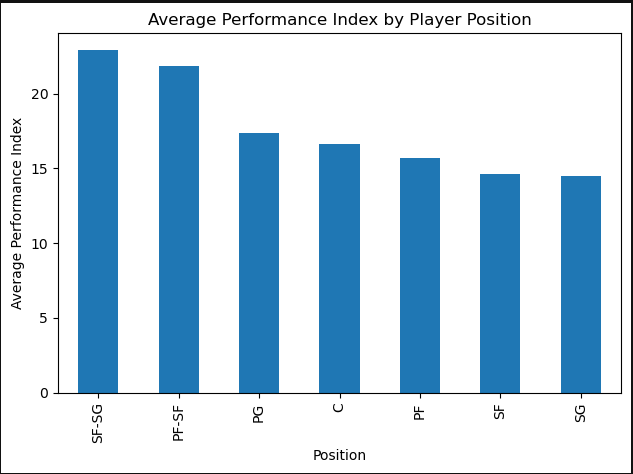 Average Performance Index by Player Position
Average Performance Index
20
15
10
5
0
SF-SG
PF-SF
PG
C
PF
SF
SG
Position